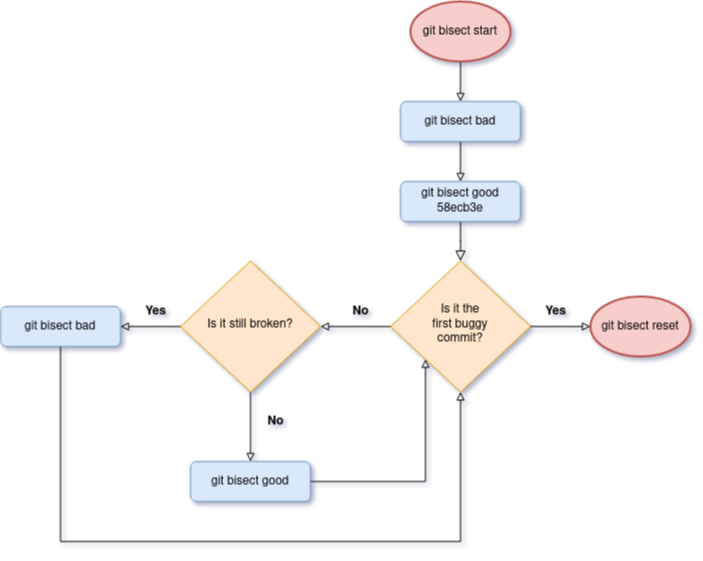 git bisect start
git bisect bad
git bisect good
58ecb3e
Is it the
first buggy
commit?
Yes
git bisect reset
No
Is it still broken?
Yes
git bisect bad
No
git bisect good